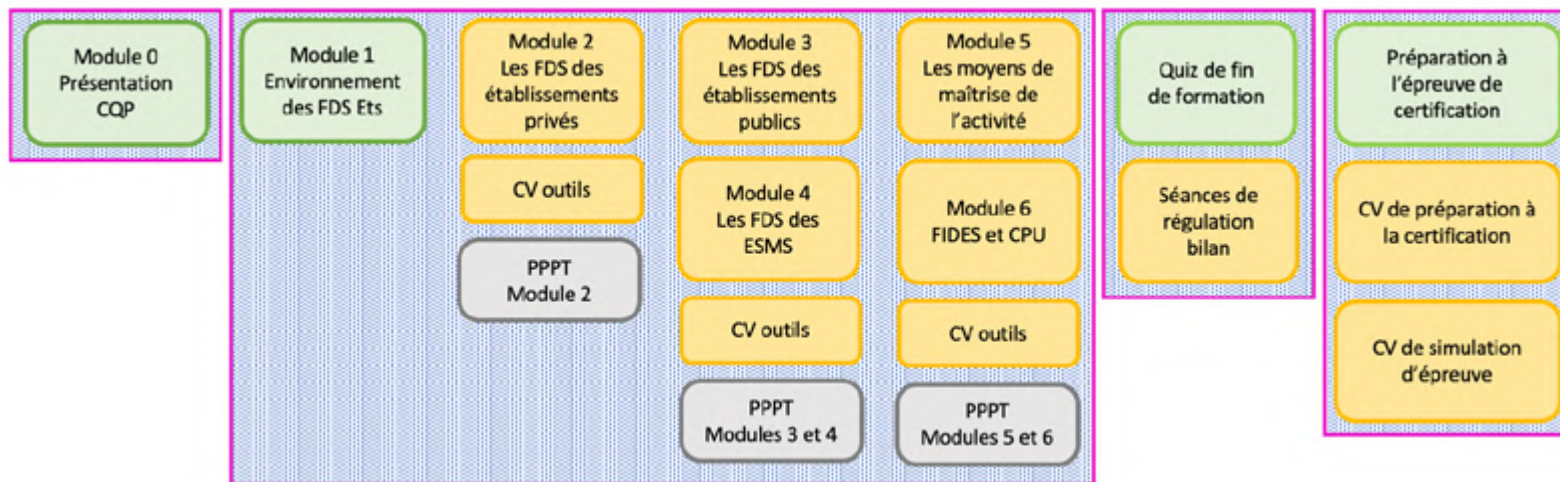 Module 0
Présentation
CQP
Module 1
Environnement
des FDS Ets
Module 2
Les FDS des
établissements
privés
CV outils
PPPT
Module 2
Module 3
Les FDS des
établissements
publics
Module 4
Les FDS des
ESMS
CV outils
PPPT
Modules 3 et 4
Module 5
Les moyens de
maîtrise de
l'activité
Module 6
FIDES et CPU
CV outils
PPPT
Modules 5 et 6
Quiz de fin
de formation
Séances de
régulation
bilan
Préparation à
l'épreuve de
certification
CV de préparation à
la certification
CV de simulation
d'épreuve